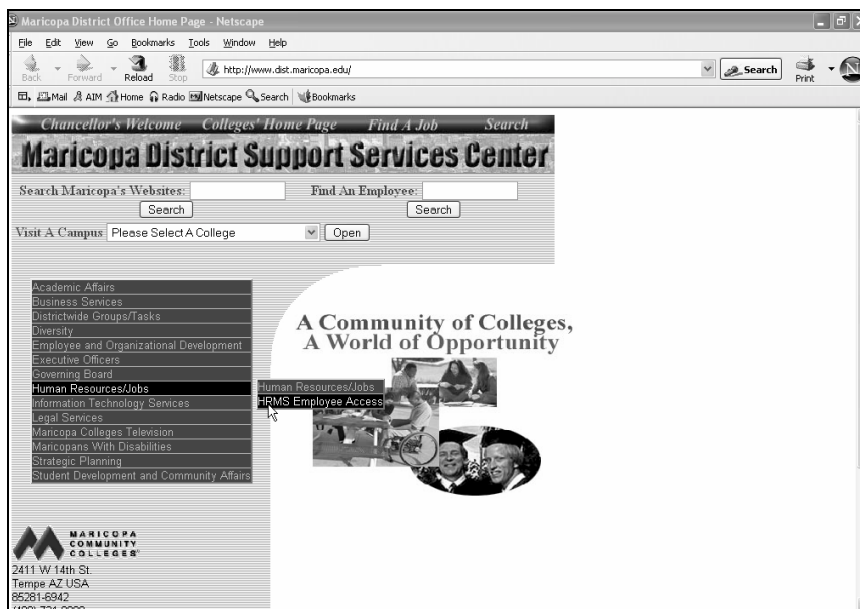 Maricopa District Office Home Page - Netscape
File Edit View Go Bookmarks Tools Window Help
Back Forward Reload Stop http://www.dist.maricopa.edu/ Search Print
Mail AIM Home Radio Netscape Search Bookmarks
Chancellor's Welcome Colleges' Home Page Find A Job Search
Maricopa District Support Services Center
Search Maricopa's Websites: Find An Employee:
Search Search
Visit A Campus Please Select A College Open
Academic Affairs
Business Services
Districtwide Groups/Tasks
Diversity
Employee and Organizational Development
Executive Officers
Governing Board
Human Resources/Jobs
Information Technology Services
Legal Services
Maricopa Colleges Television
Maricopans With Disabilities
Strategic Planning
Student Development and Community Affairs
Human Resources/Jobs
HRMS Employee Access
A Community of Colleges,
A World of Opportunity
MARICOPA
COMMUNITY
COLLEGES
2411 W 14th St.
Tempe AZ USA
85281-6942